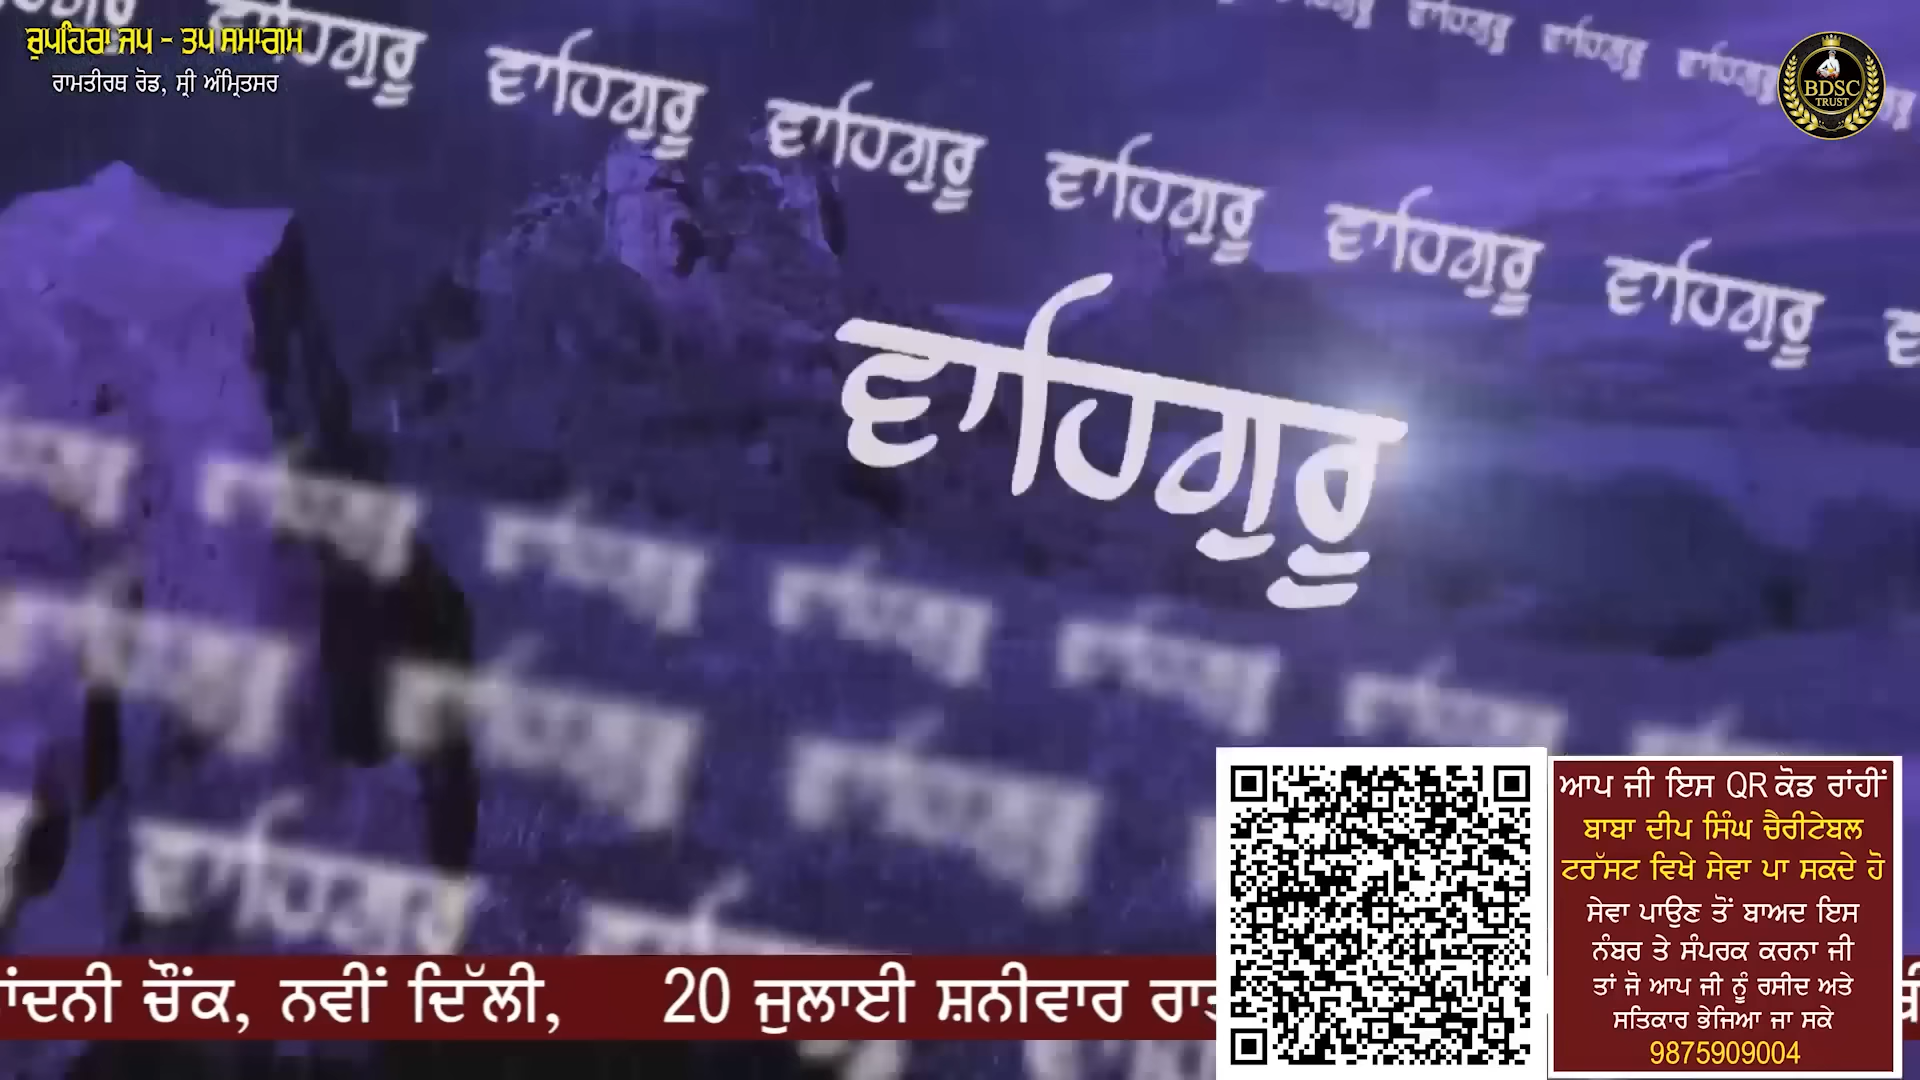 ਚੁਪਹਿਰਾ ਜਪ - ਤਪ ਸਮਾਗਮ
ਰਾਮਤੀਰਥ ਰੋਡ, ਸ੍ਰੀ ਅੰਮ੍ਰਿਤਸਰ
BDSC
TRUST
ਵਾਹਿਗੁਰੂ ਵਾਹਿਗੁਰੂ ਵਾਹਿਗੁਰੂ ਵਾਹਿਗੁਰੂ ਵਾਹਿਗੁਰੂ ਵਾਹਿਗੁਰੂ
ਵਾਹਿਗੁਰੂ
ਆਪ ਜੀ ਇਸ QR ਕੋਡ ਰਾਂਹੀਂ
ਬਾਬਾ ਦੀਪ ਸਿੰਘ ਚੈਰੀਟੇਬਲ
ਟਰੱਸਟ ਵਿਖੇ ਸੇਵਾ ਪਾ ਸਕਦੇ ਹੋ
ਸੇਵਾ ਪਾਉਣ ਤੋਂ ਬਾਅਦ ਇਸ
ਨੰਬਰ ਤੇ ਸੰਪਰਕ ਕਰਨਾ ਜੀ
ਤਾਂ ਜੋ ਆਪ ਜੀ ਨੂੰ ਰਸੀਦ ਅਤੇ
ਸਤਿਕਾਰ ਭੇਜਿਆ ਜਾ ਸਕੇ
9875909004
ਾਂਦਨੀ ਚੌਂਕ, ਨਵੀਂ ਦਿੱਲੀ, 20 ਜੁਲਾਈ ਸ਼ਨੀਵਾਰ